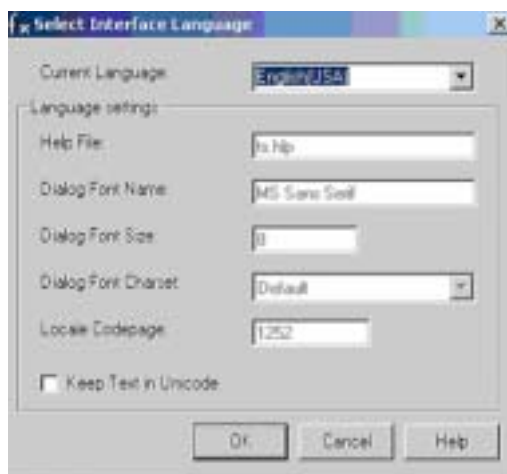 fx Select Interface Language
Current Language: English(USA)
Language settings
Help File: fs.hlp
Dialog Font Name: MS Sans Serif
Dialog Font Size: 8
Dialog Font Charset: Default
Locale Codepage: 1252
Keep Text in Unicode
OK Cancel Help